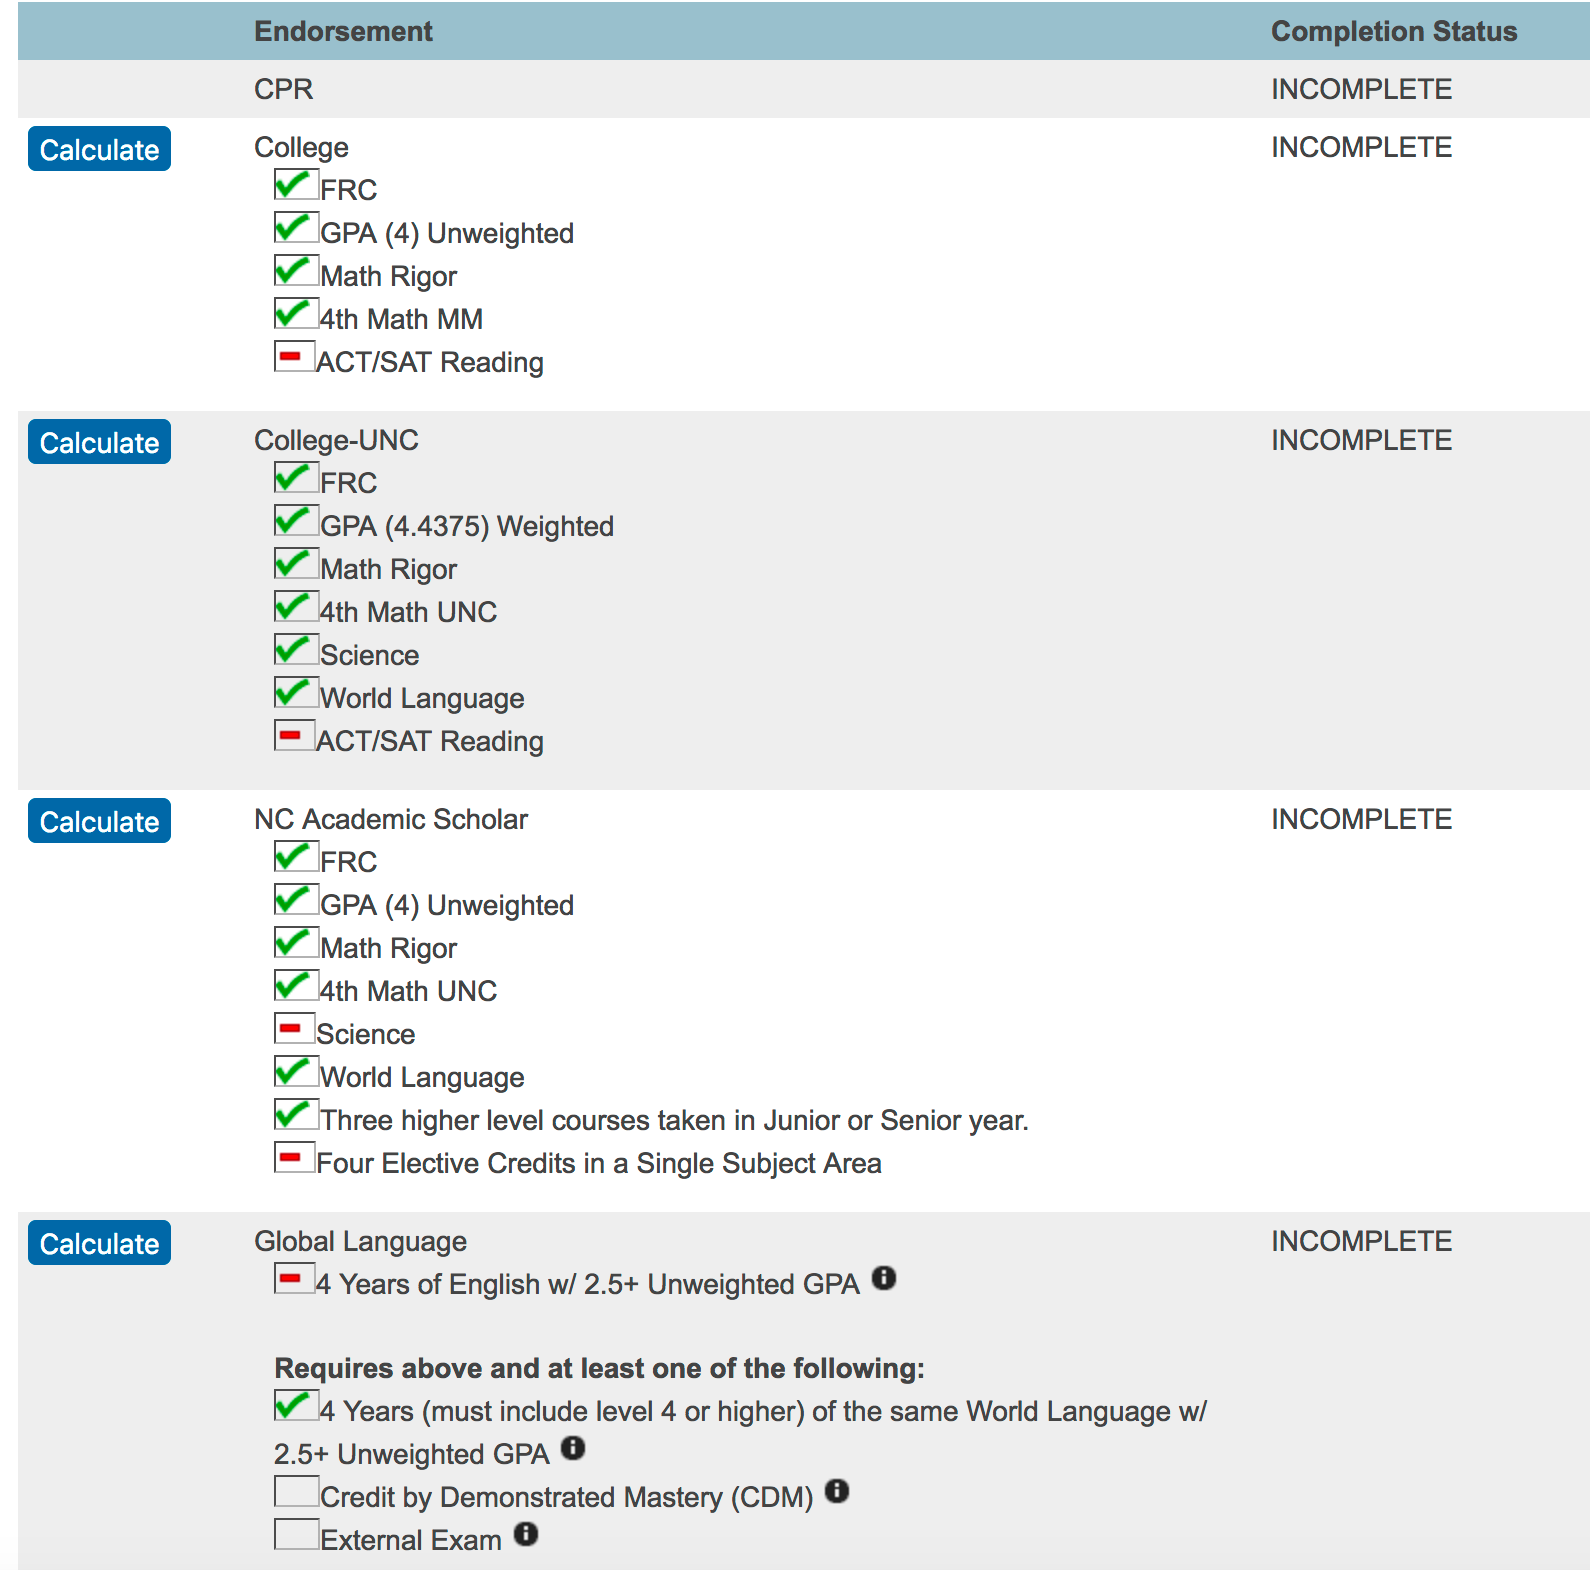 Endorsement Completion Status
CPR INCOMPLETE
Calculate College INCOMPLETE
FRC
GPA (4) Unweighted
Math Rigor
4th Math MM
ACT/SAT Reading
Calculate College-UNC INCOMPLETE
FRC
GPA (4.4375) Weighted
Math Rigor
4th Math UNC
Science
World Language
ACT/SAT Reading
Calculate NC Academic Scholar INCOMPLETE
FRC
GPA (4) Unweighted
Math Rigor
4th Math UNC
Science
World Language
Three higher level courses taken in Junior or Senior year.
Four Elective Credits in a Single Subject Area
Calculate Global Language INCOMPLETE
4 Years of English w/ 2.5+ Unweighted GPA
Requires above and at least one of the following:
4 Years (must include level 4 or higher) of the same World Language w/
2.5+ Unweighted GPA
Credit by Demonstrated Mastery (CDM)
External Exam